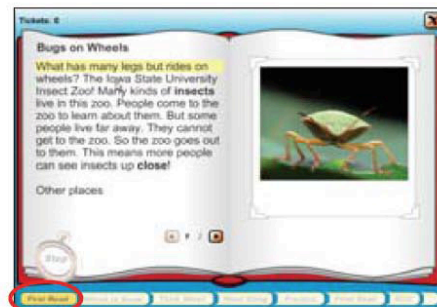 Tickets: 0
Bugs on Wheels
What has many legs but rides on
wheels? The Iowa State University
Insect Zoo! Many kinds of insects
live in this zoo. People come to the
zoo to learn about them. But some
people live far away. They cannot
get to the zoo. So the zoo goes out
to them. This means more people
can see insects up close!
Other places
Stop
First Read